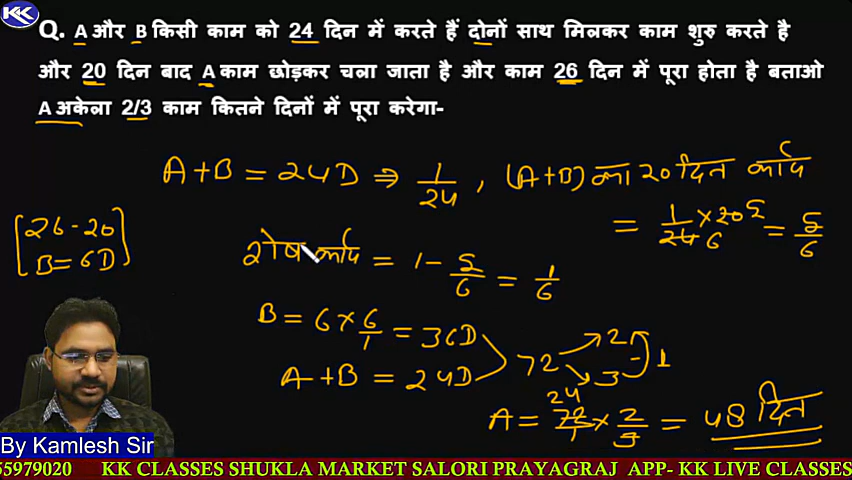 KK
Q. A और B किसी काम को 24 दिन में करते हैं दोनों साथ मिलकर काम शुरु करते है
और 20 दिन बाद A काम छोड़कर चला जाता है और काम 26 दिन में पूरा होता है बताओ
A अकेला 2/3 काम कितने दिनों में पूरा करेगा-
A+B = 24D ⇒ 1/24 , (A+B) का 20 दिन कार्य
= 1/24 × 20 5 6 = 5/6
[26-20
B=6D]
शेष कार्य = 1 - 5/6 = 1/6
B = 6 × 6/1 = 36D
A+B = 24D > 72 → 2 → 3 - 1
A = 72/1 24 × 2/3 = 48 दिन
By Kamlesh Sir
55979020 KK CLASSES SHUKLA MARKET SALORI PRAYAGRAJ APP- KK LIVE CLASSES